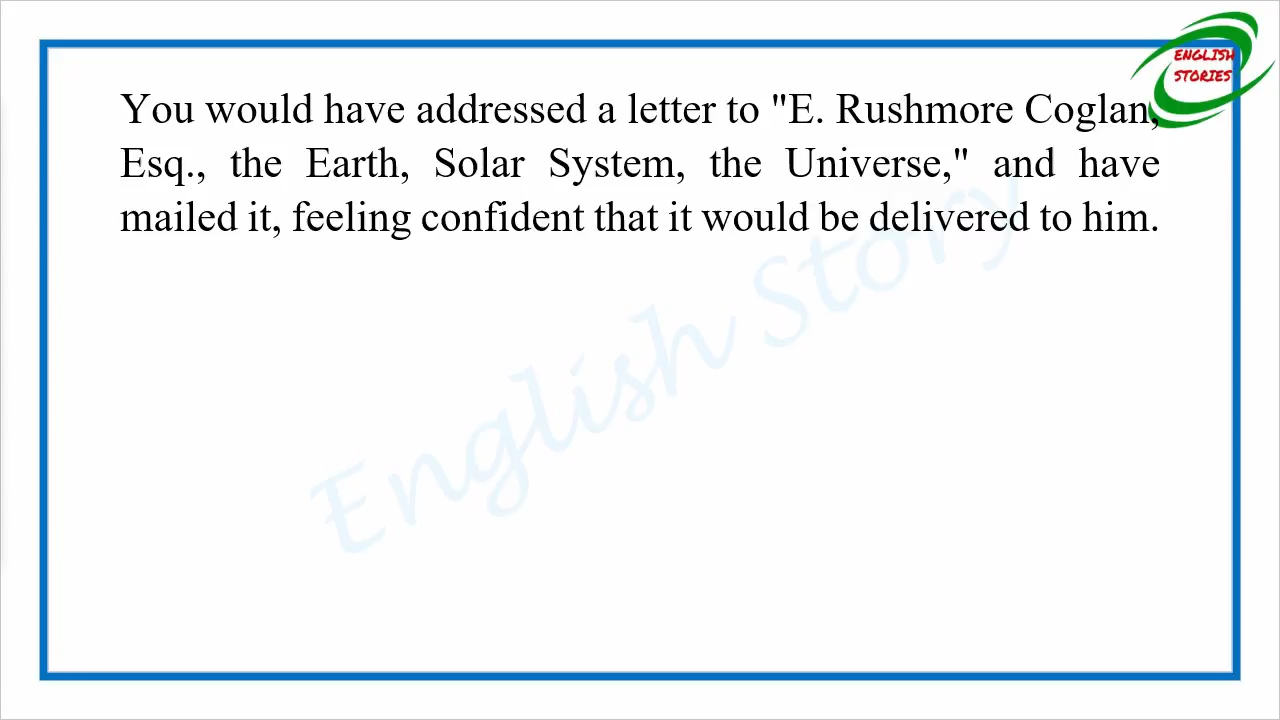 ENGLISH
STORIES
You would have addressed a letter to "E. Rushmore Coglan,
Esq., the Earth, Solar System, the Universe," and have
mailed it, feeling confident that it would be delivered to him.
English Story